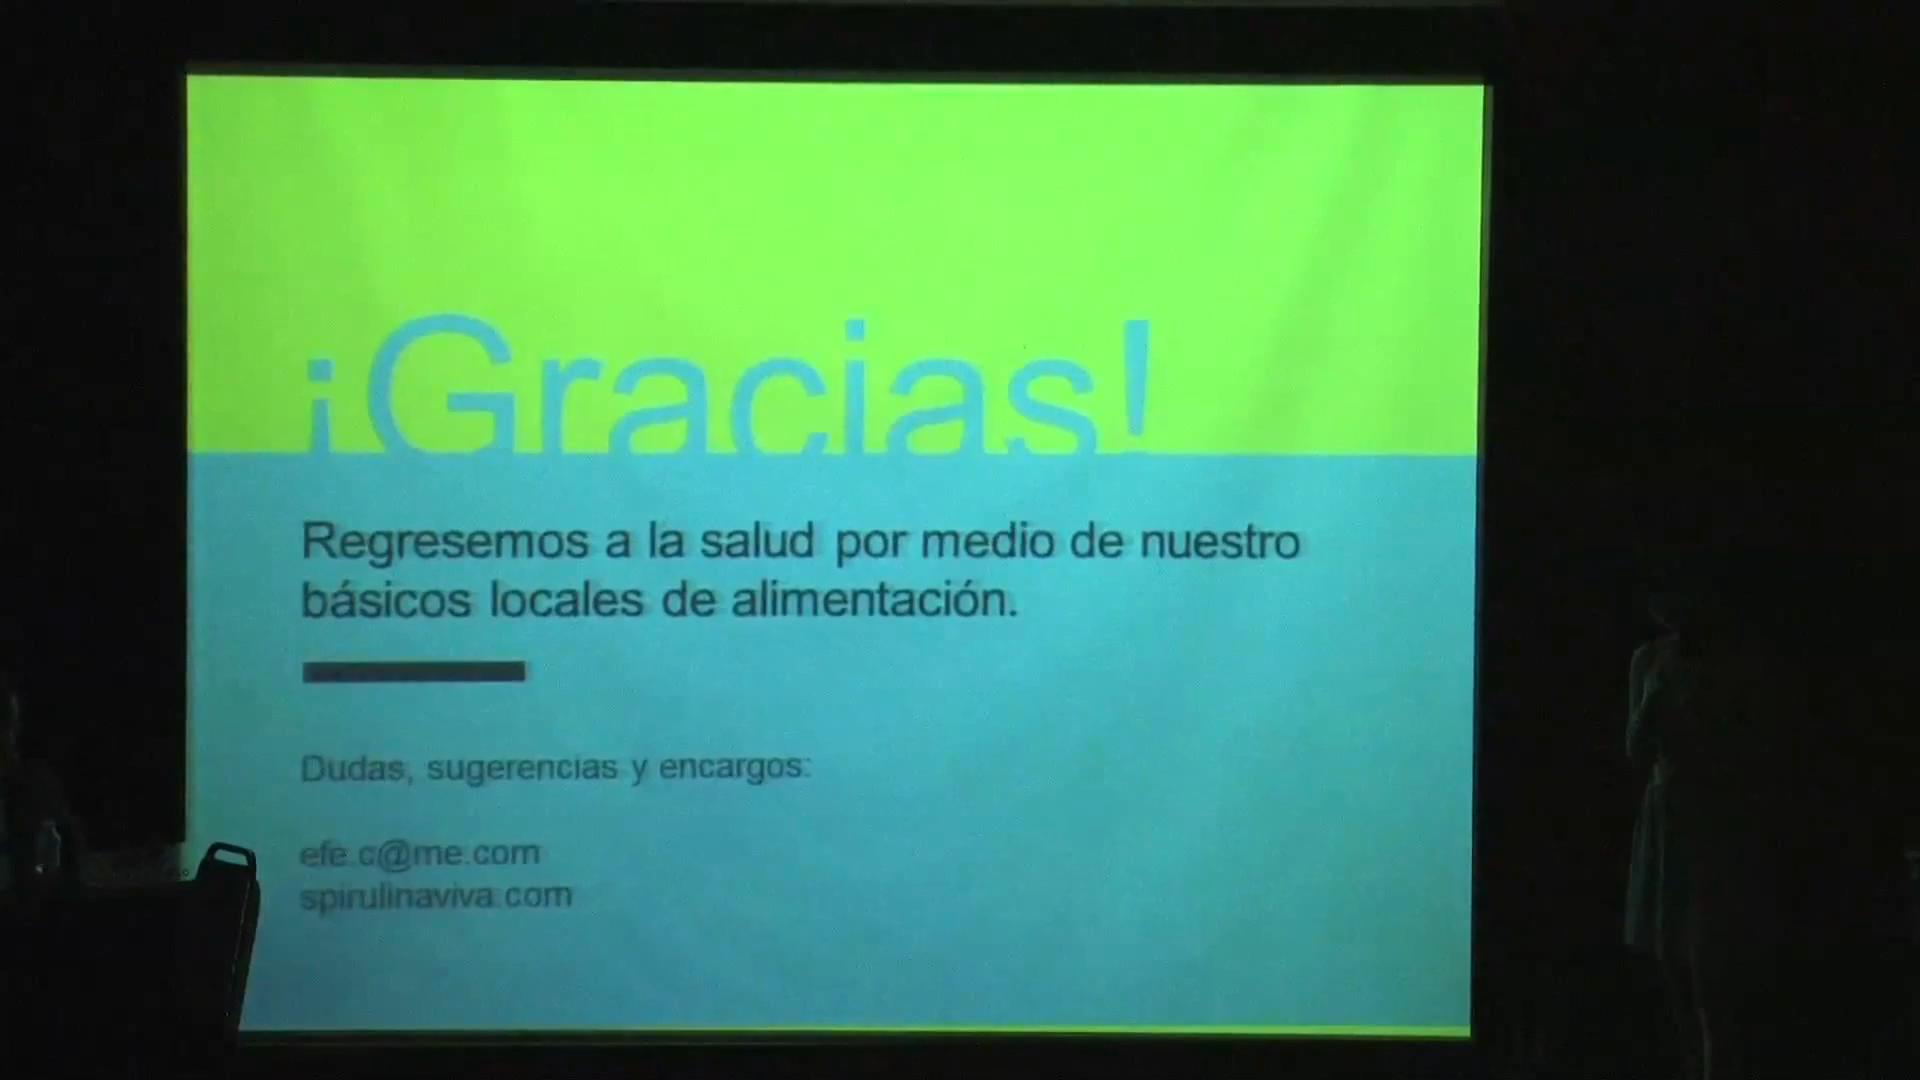 ¡Gracias!
Regresemos a la salud por medio de nuestro
básicos locales de alimentación.
Dudas, sugerencias y encargos:
efe.c@me.com
spirulinaviva.com